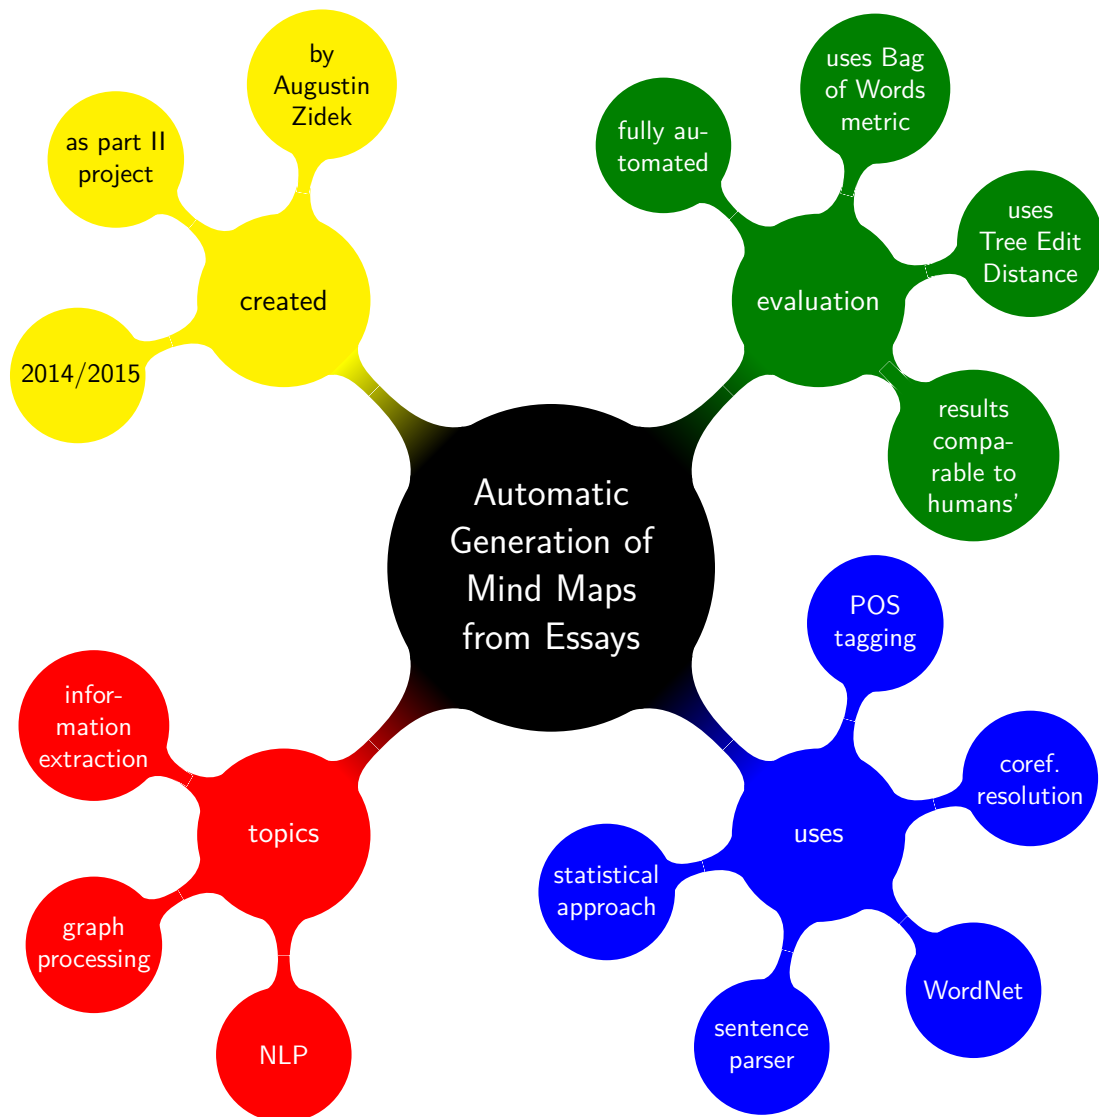 by
Augustin
Zidek
as part II
project
2014/2015
created
uses Bag
of Words
metric
fully au-
tomated
uses
Tree Edit
Distance
evaluation
results
compa-
rable to
humans'
Automatic
Generation of
Mind Maps
from Essays
infor-
mation
extraction
topics
graph
processing
NLP
POS
tagging
coref.
resolution
uses
statistical
approach
WordNet
sentence
parser